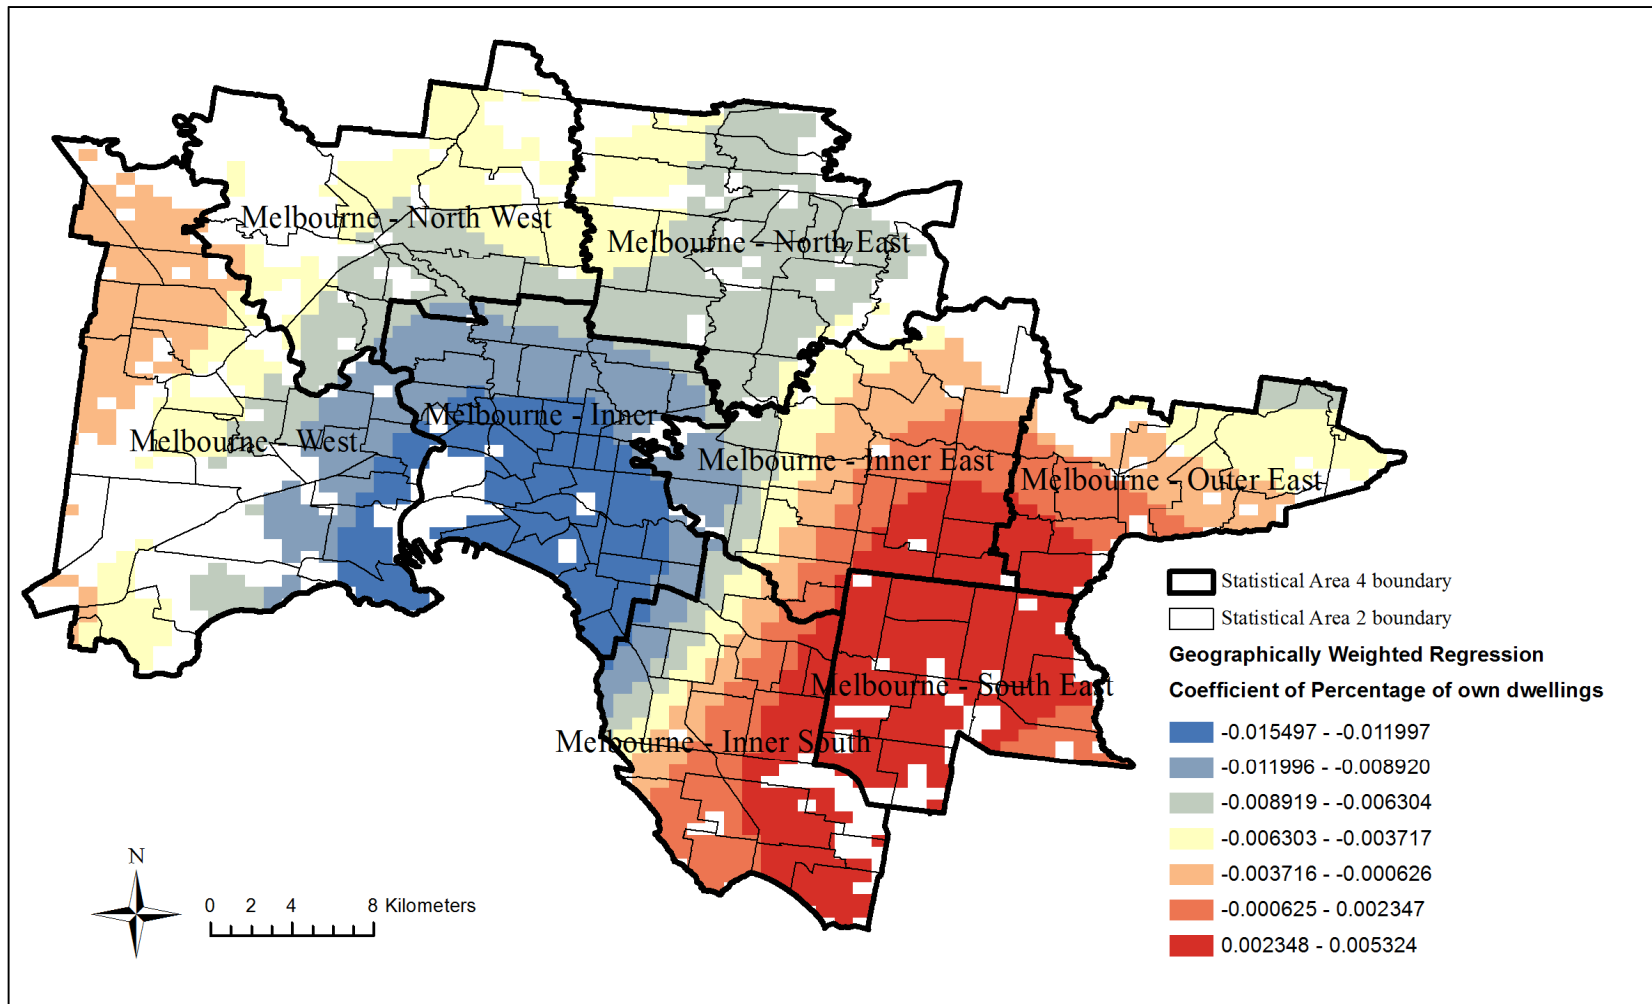 Melbourne - North West
Melbourne - North East
Melbourne - Inner
Melbourne - West
Melbourne - Inner East
Melbourne - Outer East
Melbourne - South East
Melbourne - Inner South
Statistical Area 4 boundary
Statistical Area 2 boundary
Geographically Weighted Regression
Coefficient of Percentage of own dwellings
-0.015497 - -0.011997
-0.011996 - -0.008920
-0.008919 - -0.006304
-0.006303 - -0.003717
-0.003716 - -0.000626
-0.000625 - 0.002347
0.002348 - 0.005324
N
0 2 4 8 Kilometers